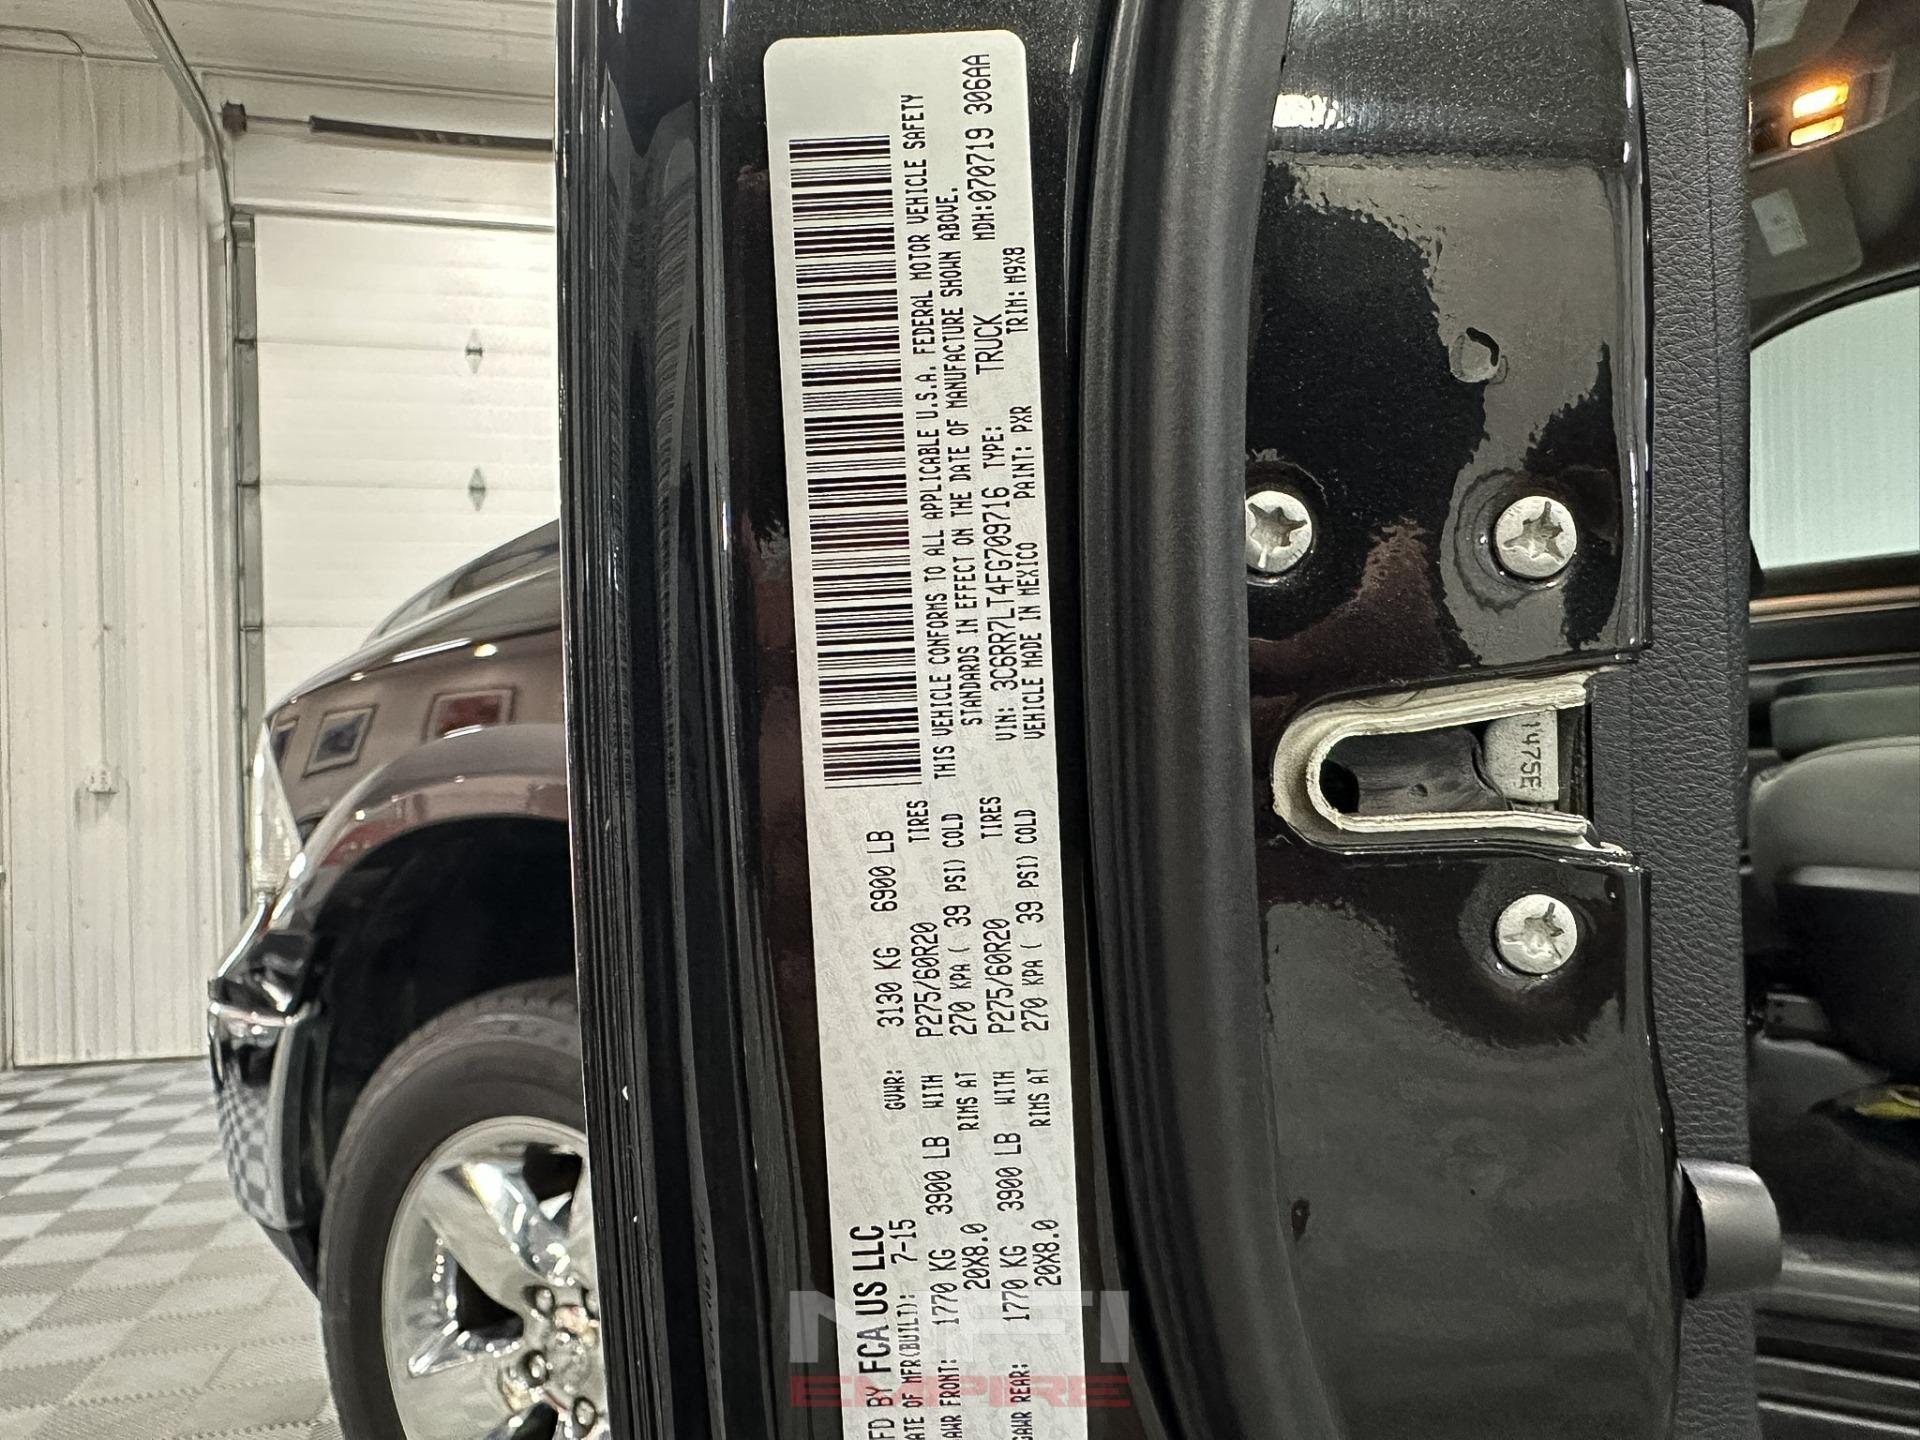 FD BY FCA US LLC
ATE OF MFR(BUILT): 7-15 GVWR: 3130 KG 6900 LB
AWR FRONT: 1770 KG 3900 LB WITH P275/60R20 TIRES
20X8.0 RIMS AT 270 KPA( 39 PSI) COLD
GAWR REAR: 1770 KG 3900 LB WITH P275/60R20 TIRES
20X8.0 RIMS AT 270 KPA( 39 PSI) COLD
THIS VEHICLE CONFORMS TO ALL APPLICABLE U.S.A. FEDERAL MOTOR VEHICLE SAFETY
STANDARDS IN EFFECT ON THE DATE OF MANUFACTURE SHOWN ABOVE.
VIN: 3C6RR7LT4FG709716 TYPE: TRUCK MDH:070719 306AA
VEHICLE MADE IN MEXICO PAINT: PXR TRIM: M9X8
1475E
EMPIRE